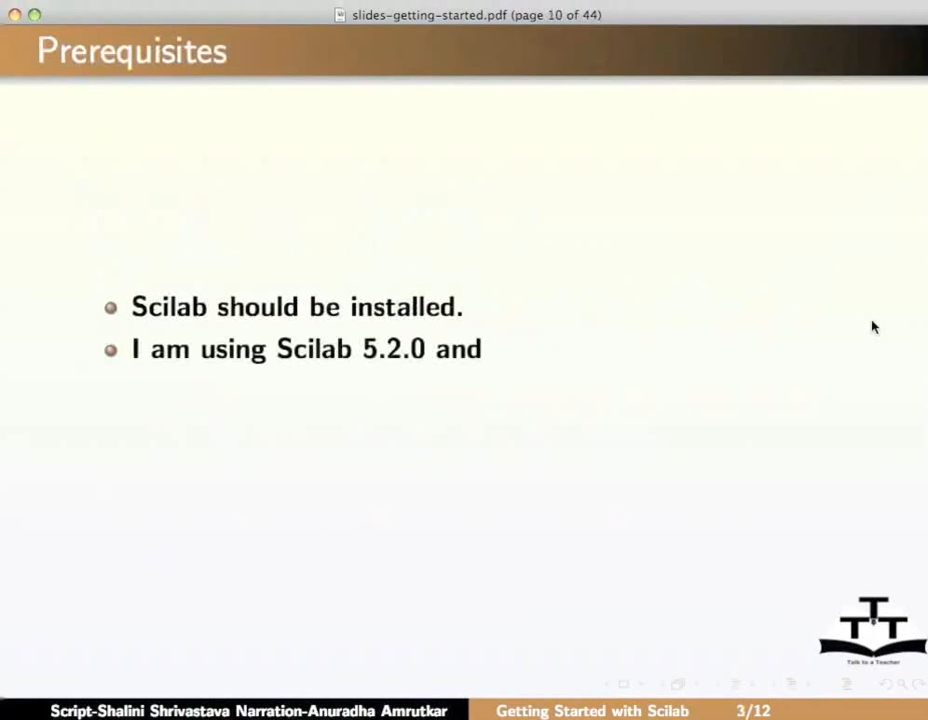 slides-getting-started.pdf (page 10 of 44)
Prerequisites
Scilab should be installed.
I am using Scilab 5.2.0 and
TTT
Talk to a Teacher
Script-Shalini Shrivastava Narration-Anuradha Amrutkar Getting Started with Scilab 3/12